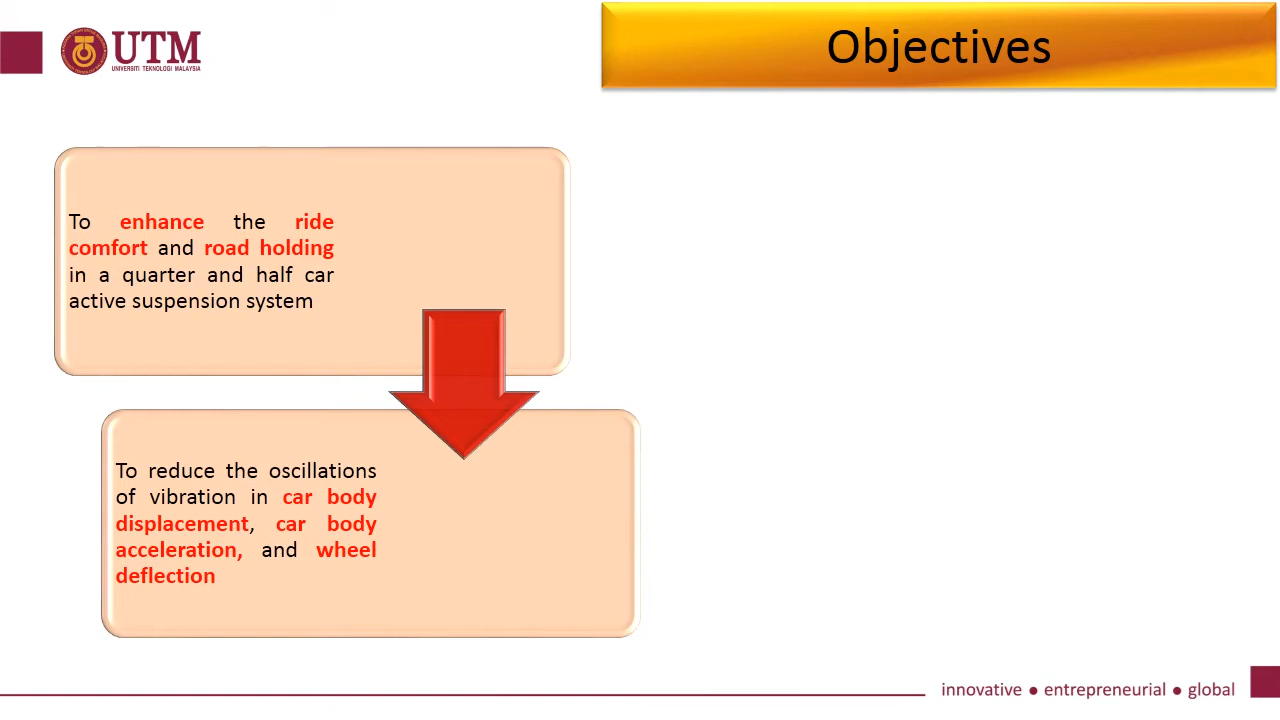 UTM
UNIVERSITI TEKNOLOGI MALAYSIA
Objectives
To enhance the ride
comfort and road holding
in a quarter and half car
active suspension system
To reduce the oscillations
of vibration in car body
displacement, car body
acceleration, and wheel
deflection
innovative ● entrepreneurial ● global